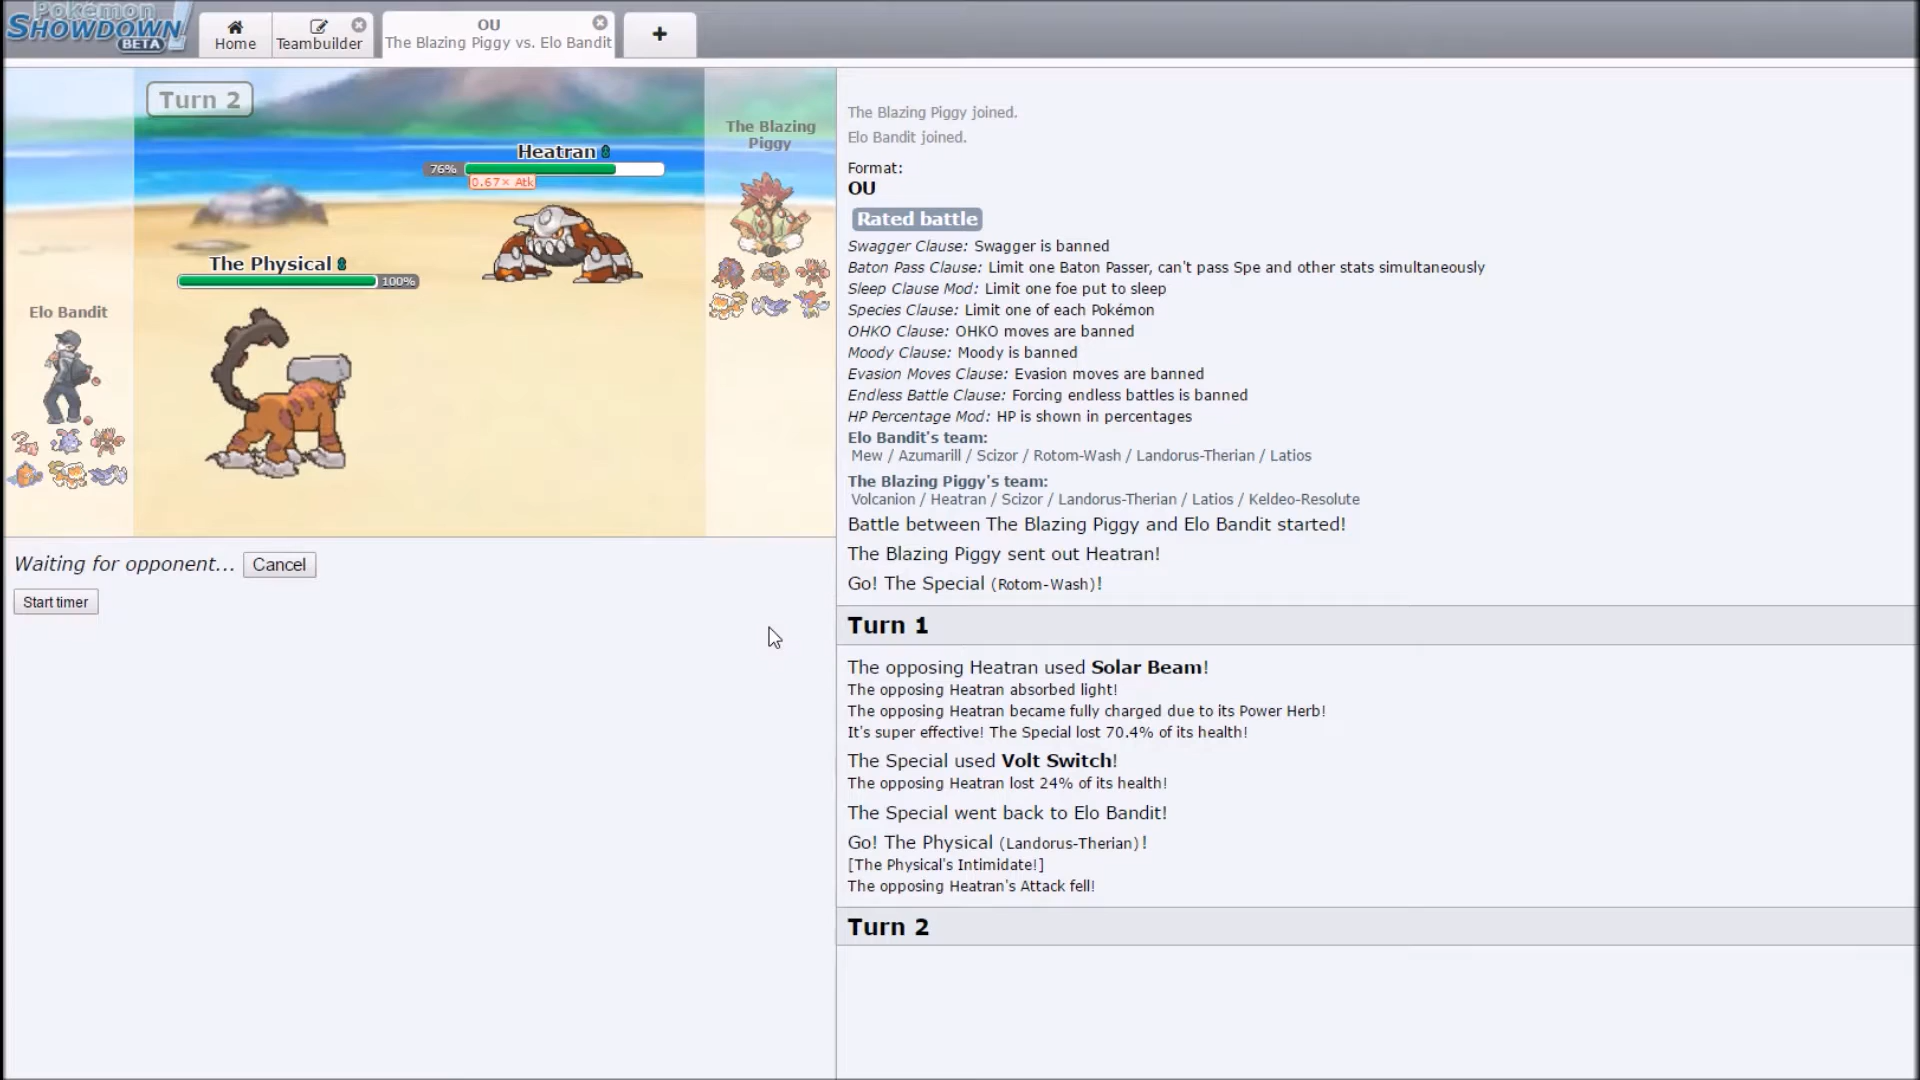 Pokémon
SHOWDOWN!
BETA
Home
Teambuilder
OU
The Blazing Piggy vs. Elo Bandit
+
Turn 2
Heatran
76%
0.67× Atk
The Physical
100%
Elo Bandit
The Blazing
Piggy
Waiting for opponent... Cancel
Start timer
The Blazing Piggy joined.
Elo Bandit joined.
Format:
OU
Rated battle
Swagger Clause: Swagger is banned
Baton Pass Clause: Limit one Baton Passer, can't pass Spe and other stats simultaneously
Sleep Clause Mod: Limit one foe put to sleep
Species Clause: Limit one of each Pokémon
OHKO Clause: OHKO moves are banned
Moody Clause: Moody is banned
Evasion Moves Clause: Evasion moves are banned
Endless Battle Clause: Forcing endless battles is banned
HP Percentage Mod: HP is shown in percentages
Elo Bandit's team:
Mew / Azumarill / Scizor / Rotom-Wash / Landorus-Therian / Latios
The Blazing Piggy's team:
Volcanion / Heatran / Scizor / Landorus-Therian / Latios / Keldeo-Resolute
Battle between The Blazing Piggy and Elo Bandit started!
The Blazing Piggy sent out Heatran!
Go! The Special (Rotom-Wash)!
Turn 1
The opposing Heatran used Solar Beam!
The opposing Heatran absorbed light!
The opposing Heatran became fully charged due to its Power Herb!
It's super effective! The Special lost 70.4% of its health!
The Special used Volt Switch!
The opposing Heatran lost 24% of its health!
The Special went back to Elo Bandit!
Go! The Physical (Landorus-Therian)!
[The Physical's Intimidate!]
The opposing Heatran's Attack fell!
Turn 2